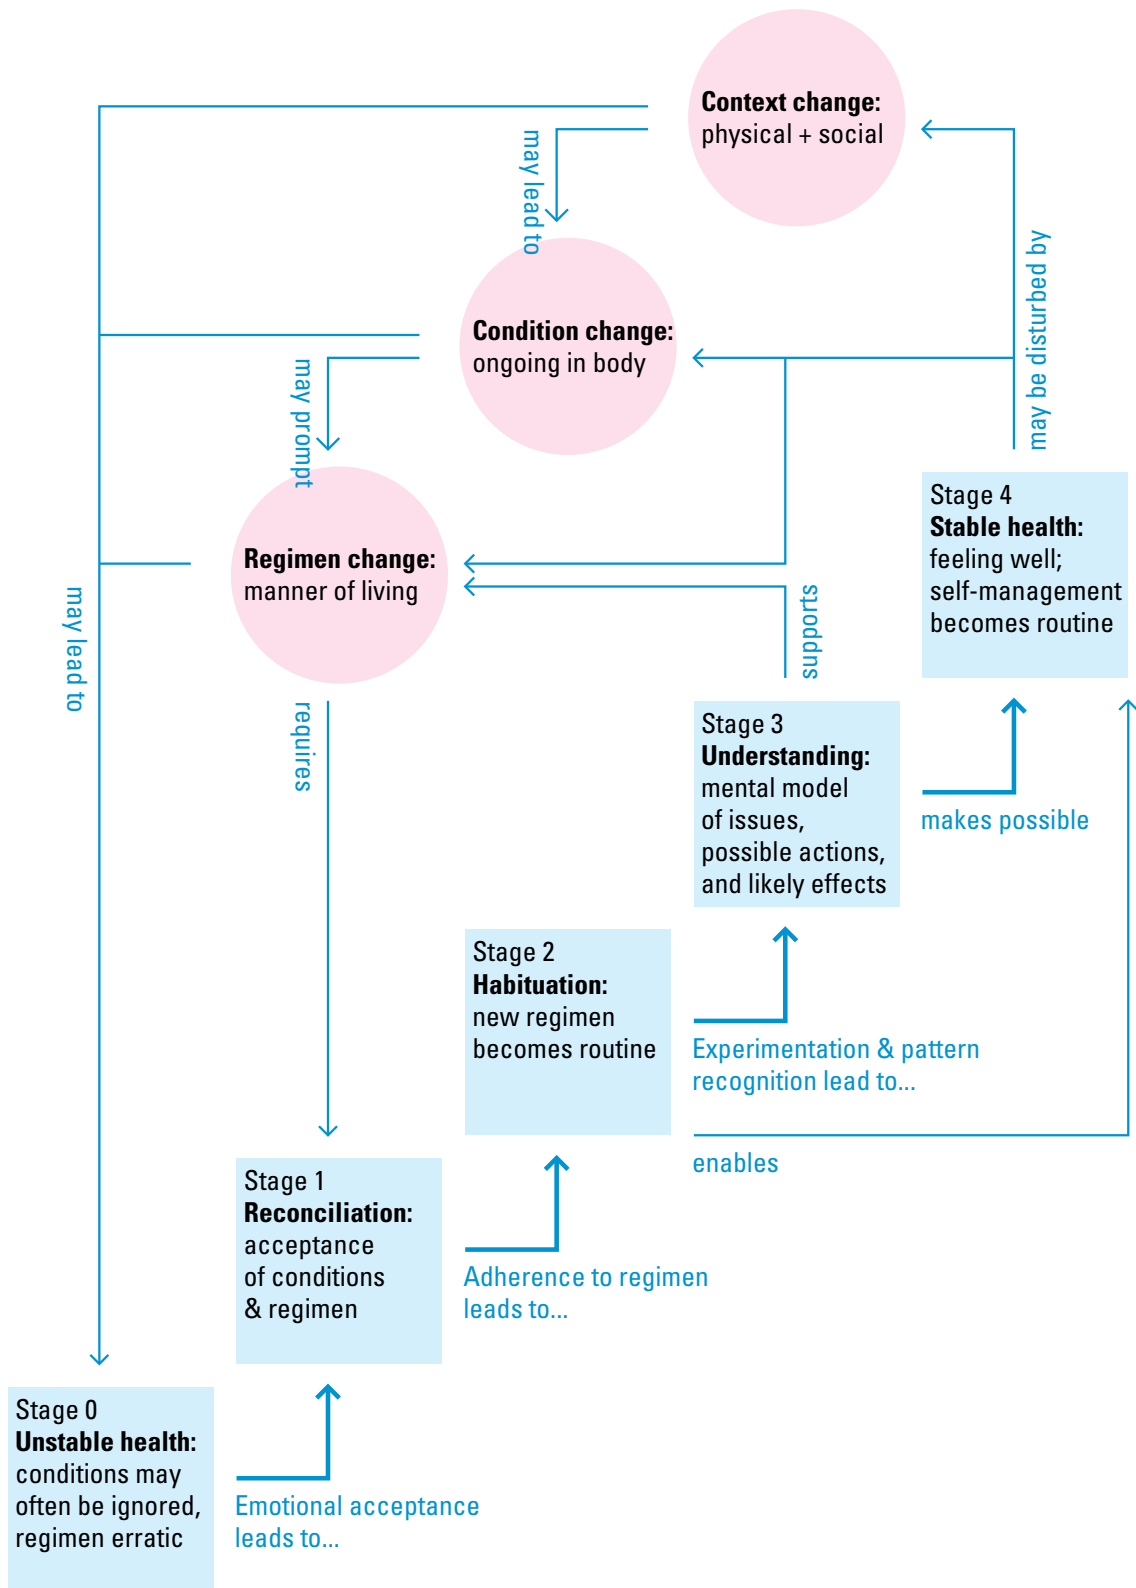 Context change:
physical + social
may lead to
Condition change:
ongoing in body
may be disturbed by
may prompt
Stage 4
Stable health:
feeling well;
self-management
becomes routine
Regimen change:
manner of living
may lead to
supports
requires
Stage 3
Understanding:
mental model
of issues,
possible actions,
and likely effects
makes possible
Stage 2
Habituation:
new regimen
becomes routine
Experimentation & pattern
recognition lead to...
enables
Stage 1
Reconciliation:
acceptance
of conditions
& regimen
Adherence to regimen
leads to...
Stage 0
Unstable health:
conditions may
often be ignored,
regimen erratic
Emotional acceptance
leads to...